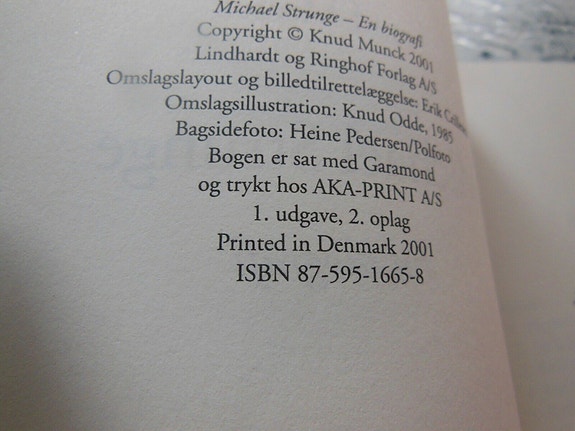 Michael Strunge – En biografi
Copyright © Knud Munck 2001
Lindhardt og Ringhof Forlag A/S
Omslagslayout og billedtilrettelæggelse: Erik
Omslagsillustration: Knud Odde, 1985
Bagsidefoto: Heine Pedersen/Polfoto
Bogen er sat med Garamond
og trykt hos AKA-PRINT A/S
1. udgave, 2. oplag
Printed in Denmark 2001
ISBN 87-595-1665-8